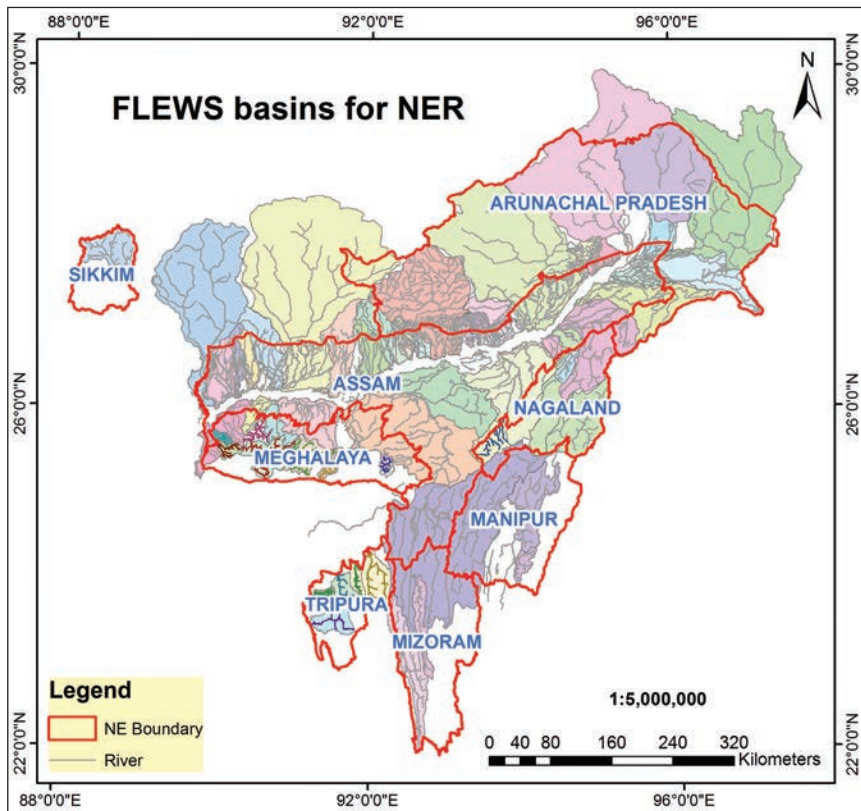 88°0'0"E 92°0'0"E 96°0'0"E
30°0'0"N 30°0'0"N
N
FLEWS basins for NER
ARUNACHAL PRADESH
SIKKIM
ASSAM
26°0'0"N 26°0'0"N
NAGALAND
MEGHALAYA
MANIPUR
TRIPURA
MIZORAM
Legend
NE Boundary
River
1:5,000,000
0 40 80 160 240 320
Kilometers
22°0'0"N 22°0'0"N
88°0'0"E 92°0'0"E 96°0'0"E